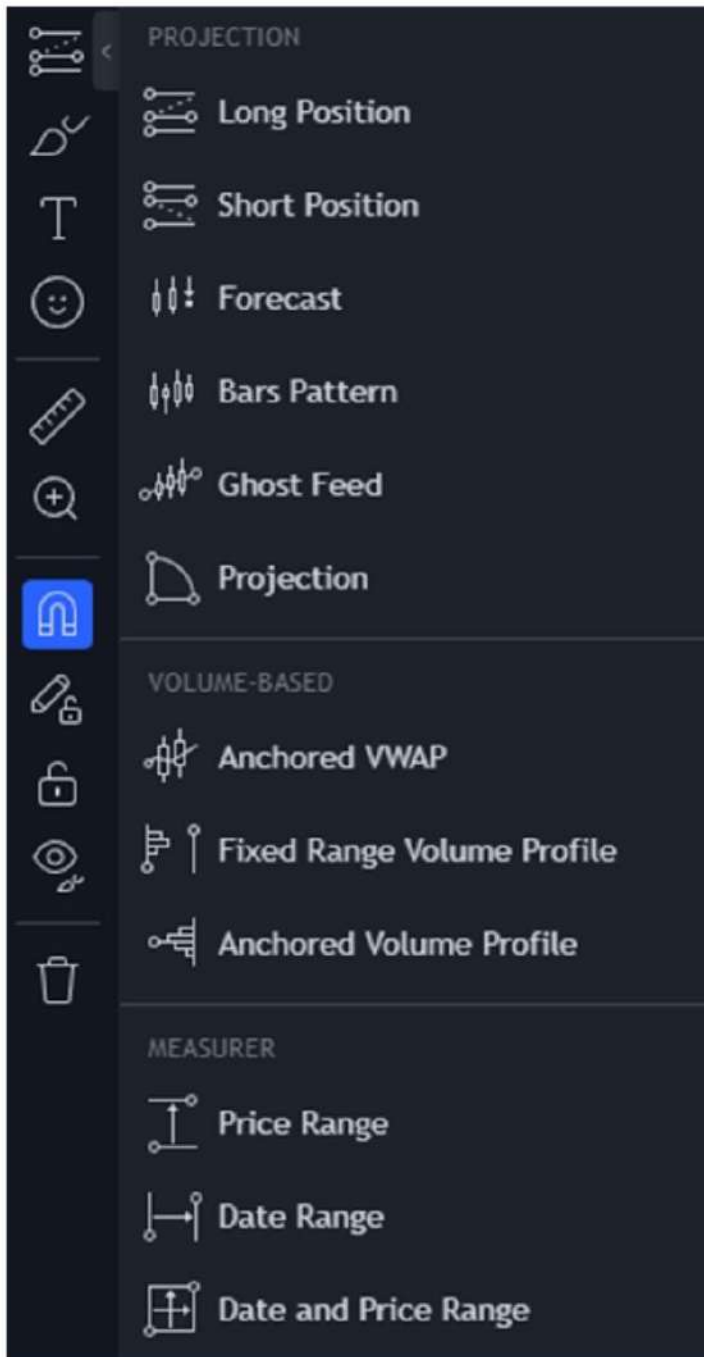 PROJECTION
Long Position
Short Position
T
Forecast
Bars Pattern
Ghost Feed
Projection
VOLUME-BASED
Anchored VWAP
Fixed Range Volume Profile
Anchored Volume Profile
MEASURER
Price Range
Date Range
Date and Price Range